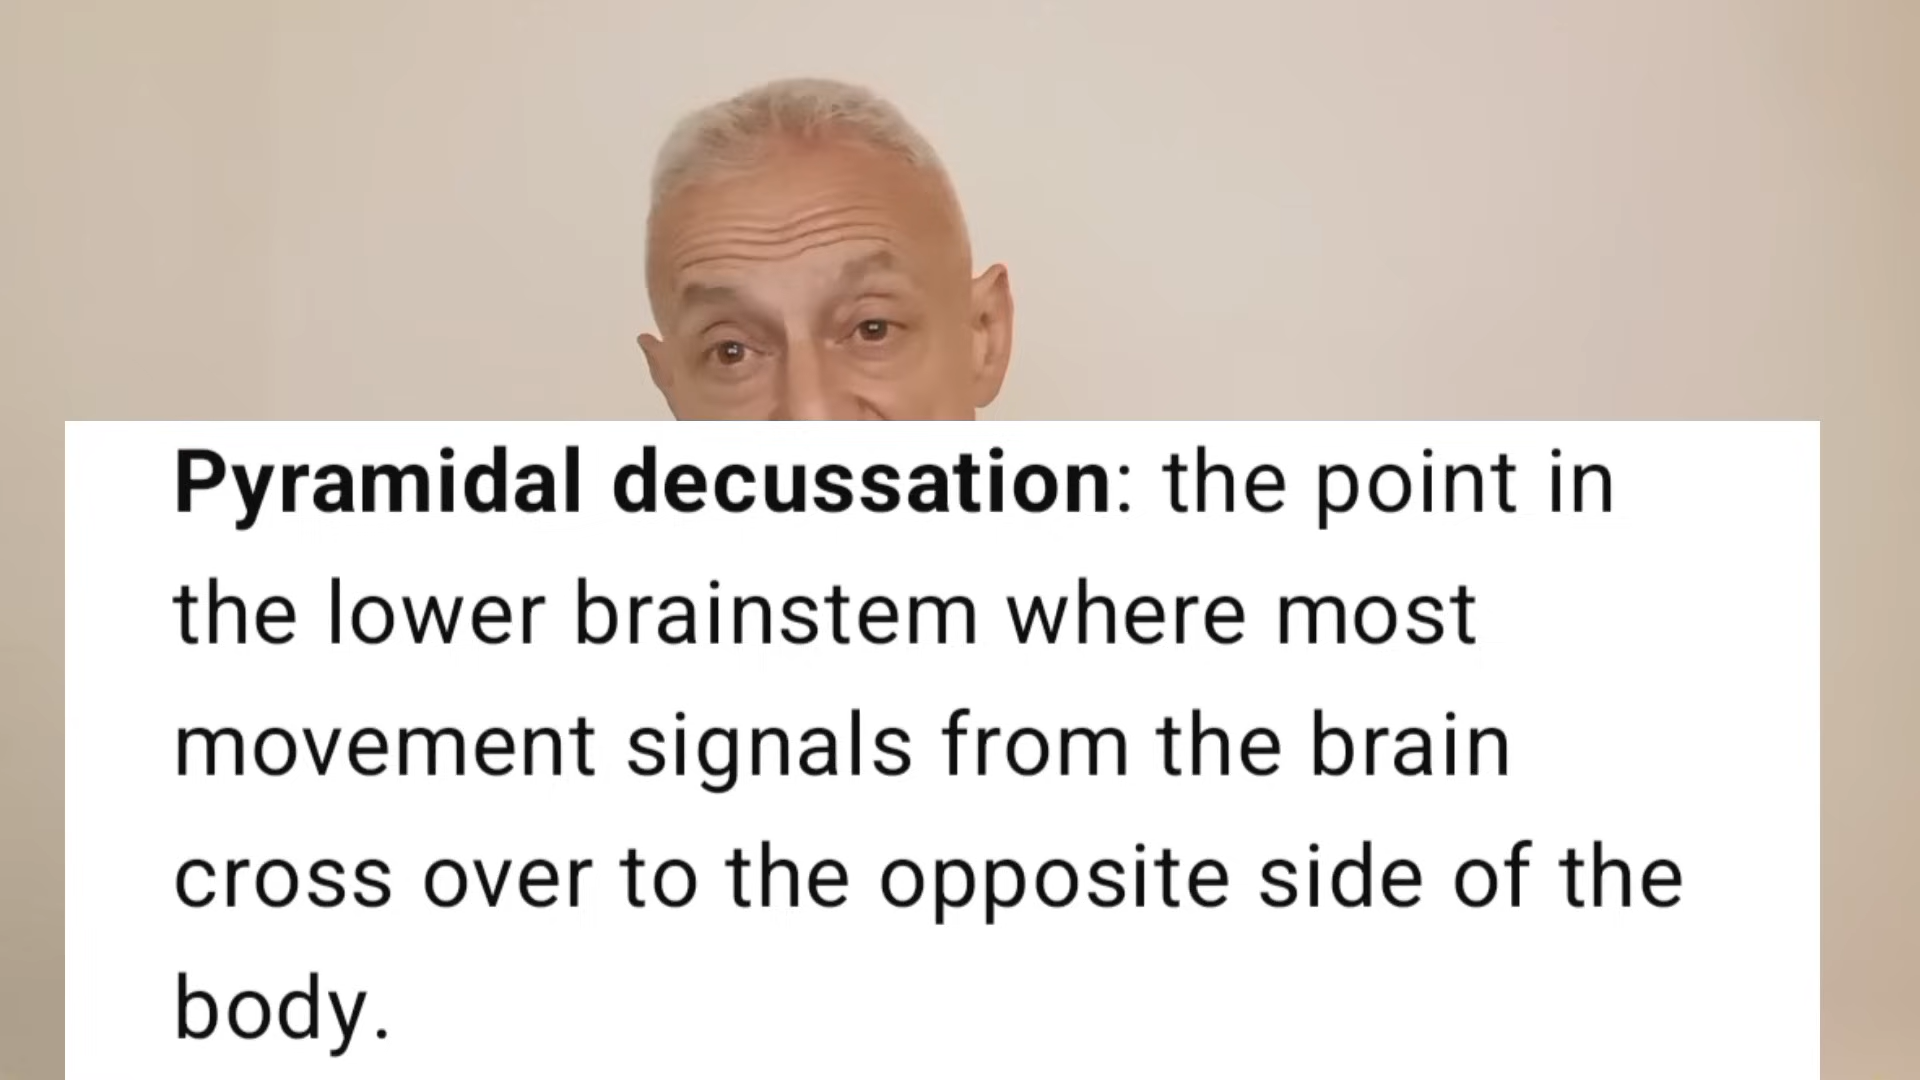 Pyramidal decussation: the point in
the lower brainstem where most
movement signals from the brain
cross over to the opposite side of the
body.